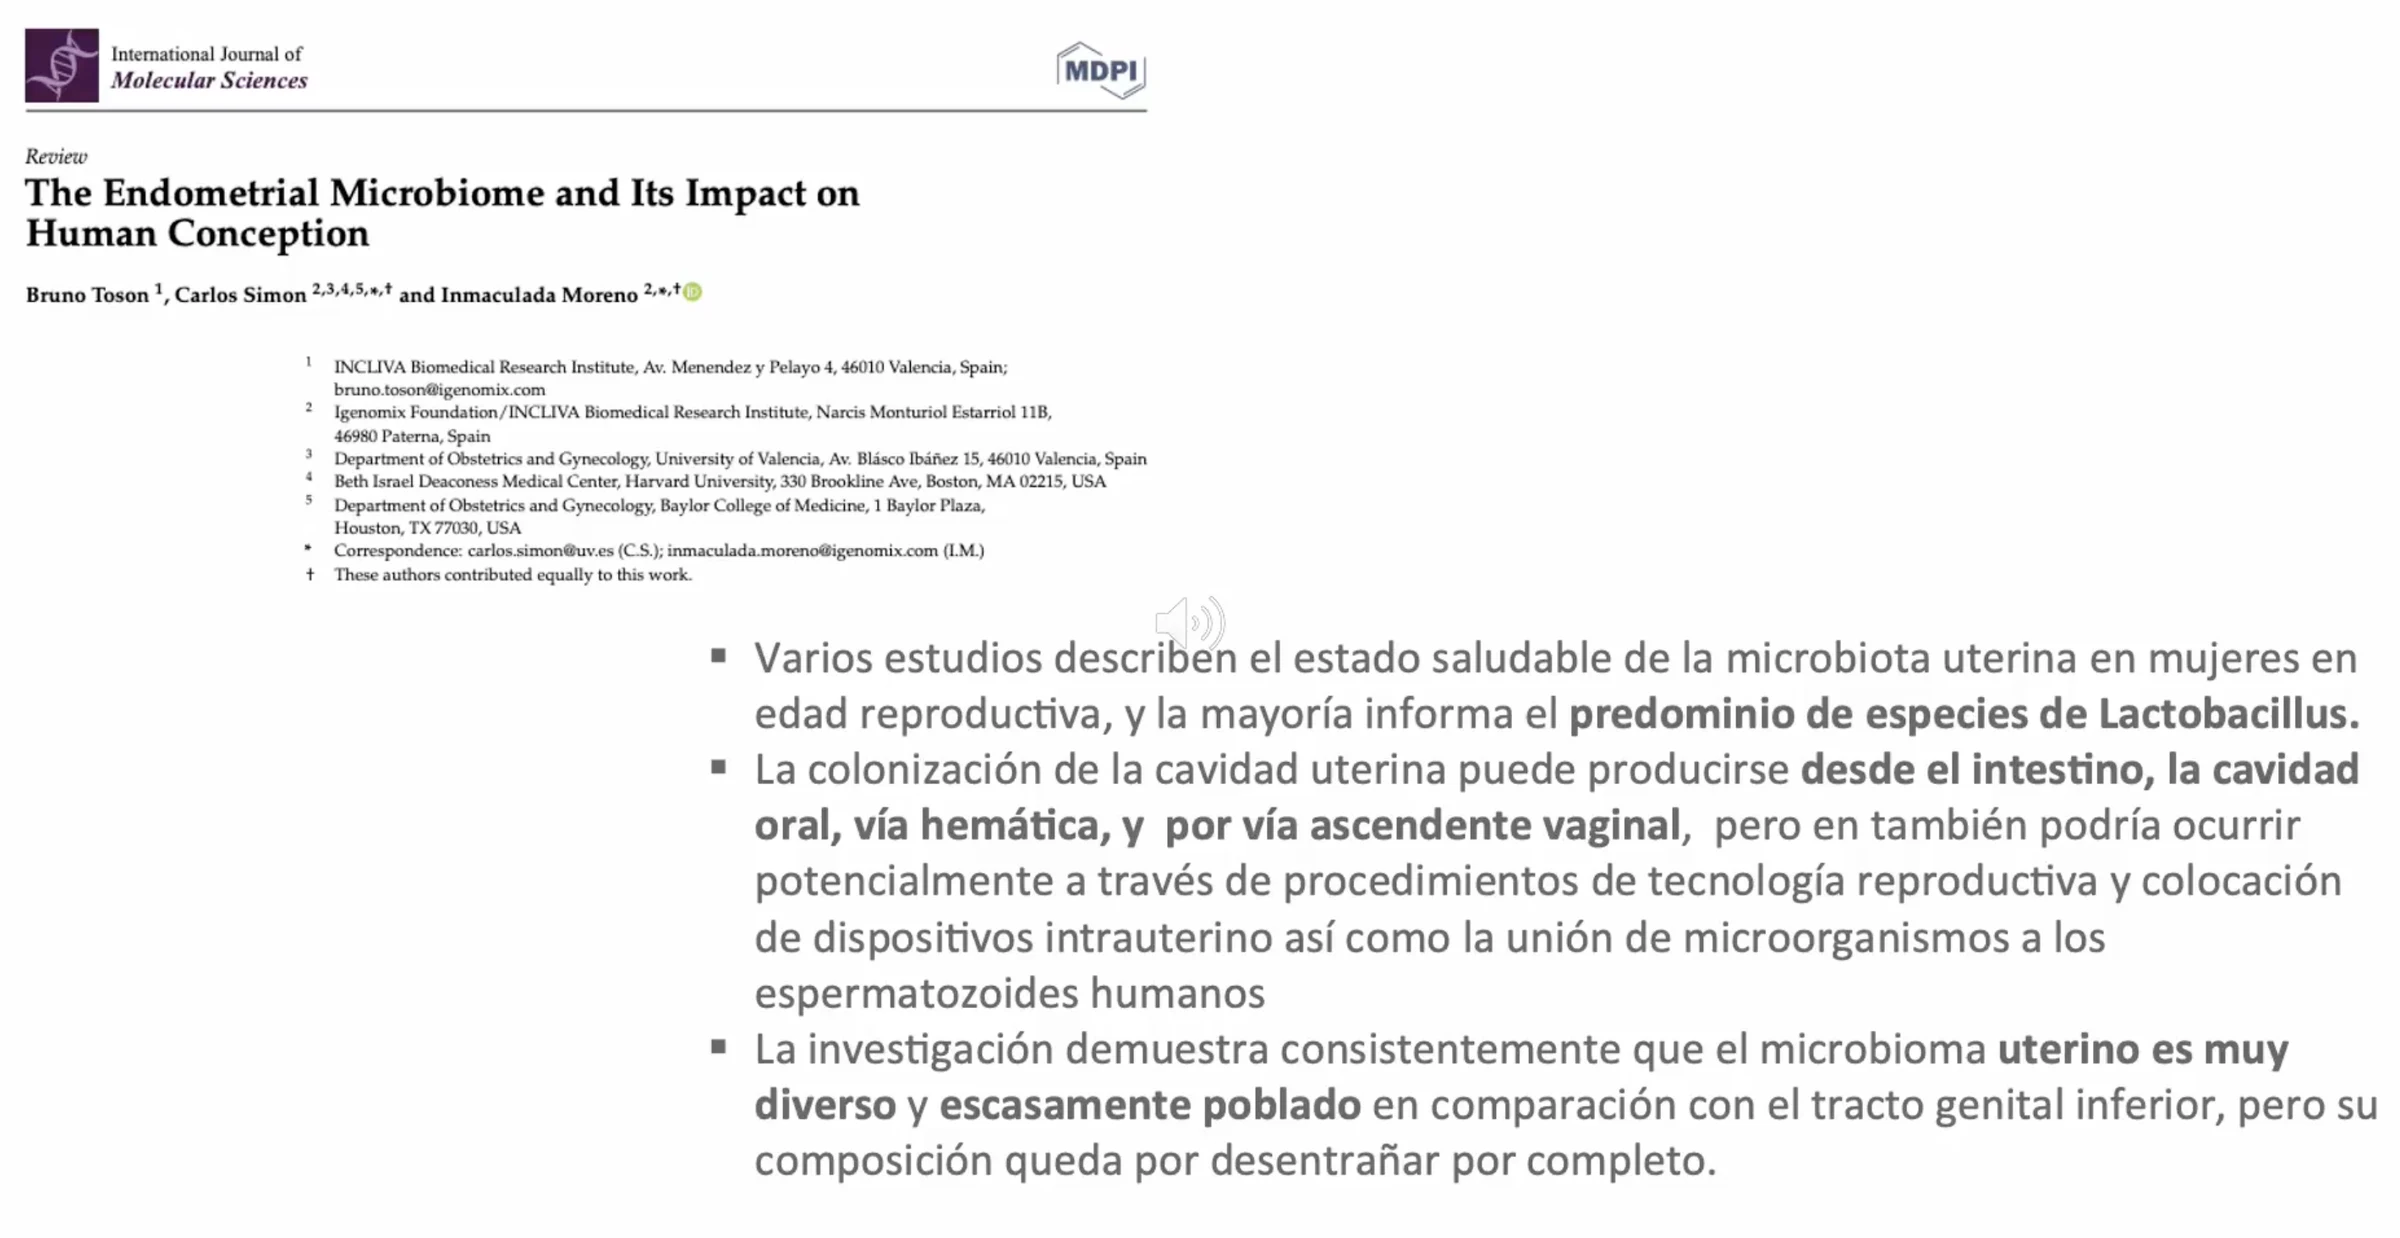 International Journal of
Molecular Sciences
MDPI
Review
The Endometrial Microbiome and Its Impact on
Human Conception
Bruno Toson 1, Carlos Simon 2,3,4,5,*,† and Inmaculada Moreno 2,*,†
1 INCLIVA Biomedical Research Institute, Av. Menendez y Pelayo 4, 46010 Valencia, Spain;
bruno.toson@igenomix.com
2 Igenomix Foundation/INCLIVA Biomedical Research Institute, Narcis Monturiol Estarriol 11B,
46980 Paterna, Spain
3 Department of Obstetrics and Gynecology, University of Valencia, Av. Blásco Ibáñez 15, 46010 Valencia, Spain
4 Beth Israel Deaconess Medical Center, Harvard University, 330 Brookline Ave, Boston, MA 02215, USA
5 Department of Obstetrics and Gynecology, Baylor College of Medicine, 1 Baylor Plaza,
Houston, TX 77030, USA
* Correspondence: carlos.simon@uv.es (C.S.); inmaculada.moreno@igenomix.com (I.M.)
† These authors contributed equally to this work.
▪ Varios estudios describen el estado saludable de la microbiota uterina en mujeres en
edad reproductiva, y la mayoría informa el predominio de especies de Lactobacillus.
▪ La colonización de la cavidad uterina puede producirse desde el intestino, la cavidad
oral, vía hemática, y por vía ascendente vaginal, pero en también podría ocurrir
potencialmente a través de procedimientos de tecnología reproductiva y colocación
de dispositivos intrauterino así como la unión de microorganismos a los
espermatozoides humanos
▪ La investigación demuestra consistentemente que el microbioma uterino es muy
diverso y escasamente poblado en comparación con el tracto genital inferior, pero su
composición queda por desentrañar por completo.